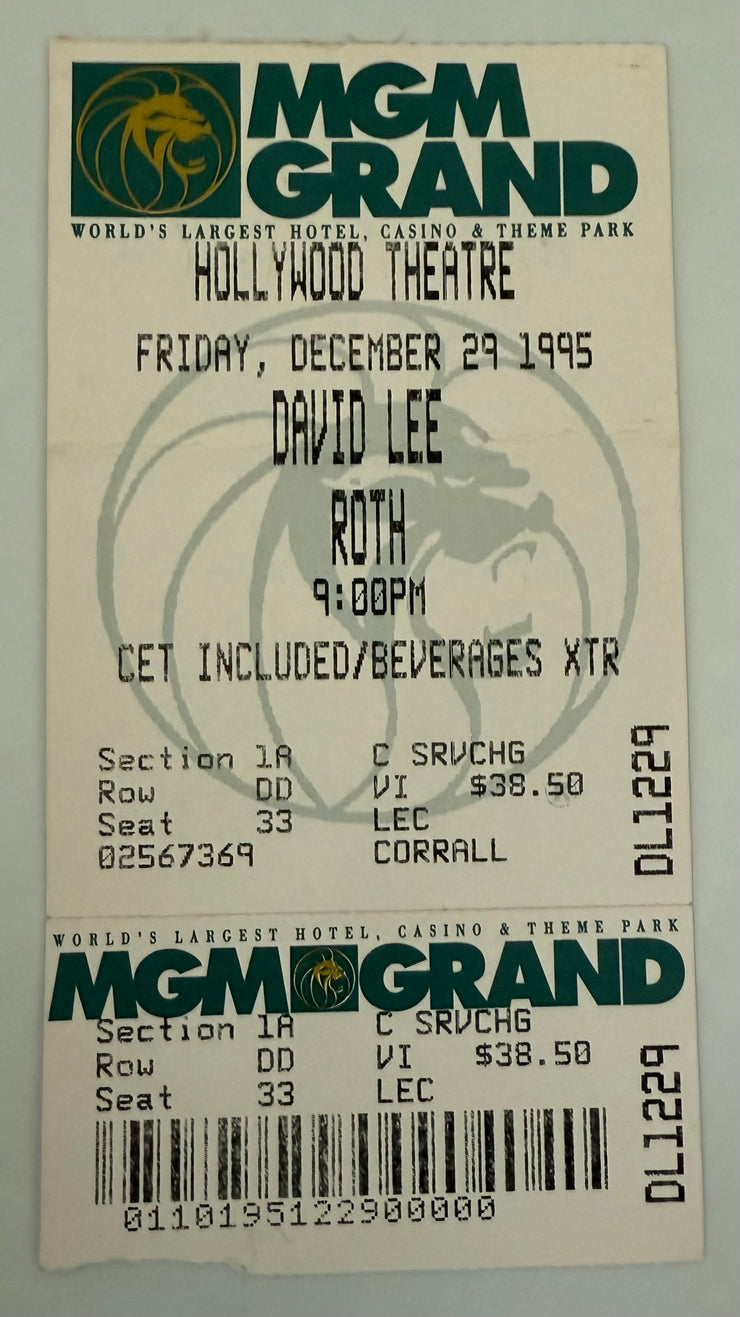 MGM
GRAND
WORLD'S LARGEST HOTEL, CASINO & THEME PARK
HOLLYWOOD THEATRE
FRIDAY, DECEMBER 29 1995
DAVID LEE
ROTH
9:00PM
CET INCLUDED/BEVERAGES XTR
Section 1A C SRVCHG
Row DD VI $38.50
Seat 33 LEC
02567369 CORRALL
DL1229
WORLD'S LARGEST HOTEL, CASINO & THEME PARK
MGM GRAND
Section 1A C SRVCHG
Row DD VI $38.50
Seat 33 LEC
DL1229
0110195122900000